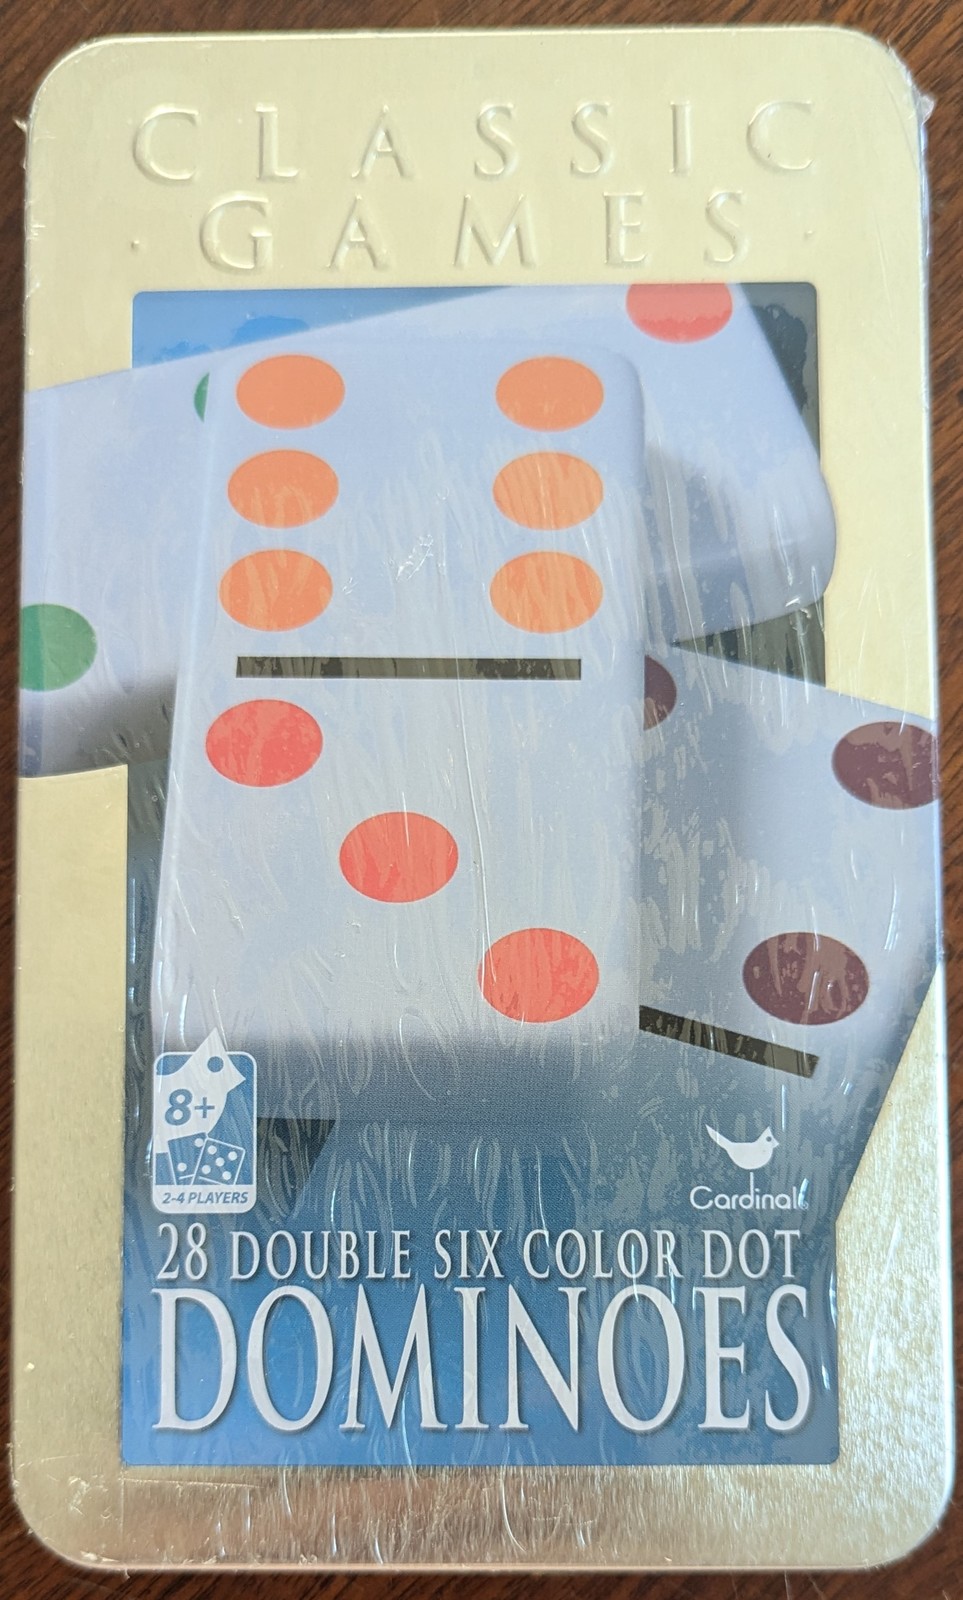 CLASSIC
· GAMES ·
8+
2-4 PLAYERS
Cardinal®
28 DOUBLE SIX COLOR DOT
DOMINOES